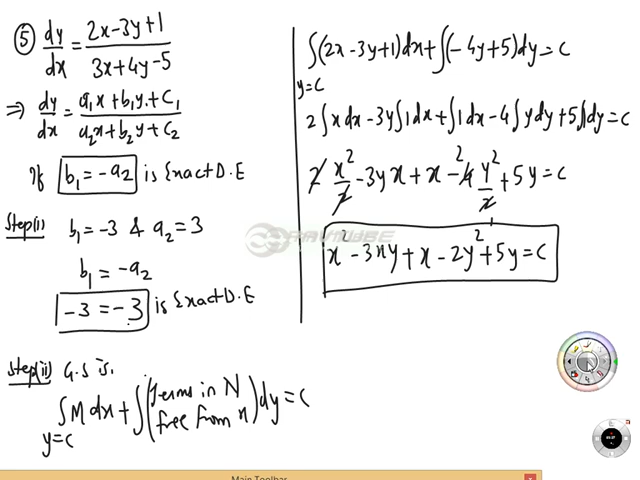 ⑤ dy/dx = 2x-3y+1 / 3x+4y-5
⇒ dy/dx = a₁x+b₁y+C₁ / a₂x+b₂y+C₂
If b₁ = -a₂ is Exact D.E
Step(i) b₁ = -3 & a₂ = 3
b₁ = -a₂
-3 = -3 is Exact D.E
Step(ii) G.S is,
∫M dx + ∫(terms in N free from x) dy = C
y=c
∫(2x-3y+1)dx + ∫(-4y+5)dy = C
y=c
2∫x dx - 3y∫1 dx + ∫1 dx - 4∫y dy + 5∫1 dy = C
2 x²/2 - 3yx + x - 4 y²/2 + 5y = C
x² - 3xy + x - 2y² + 5y = C
Main Toolbar